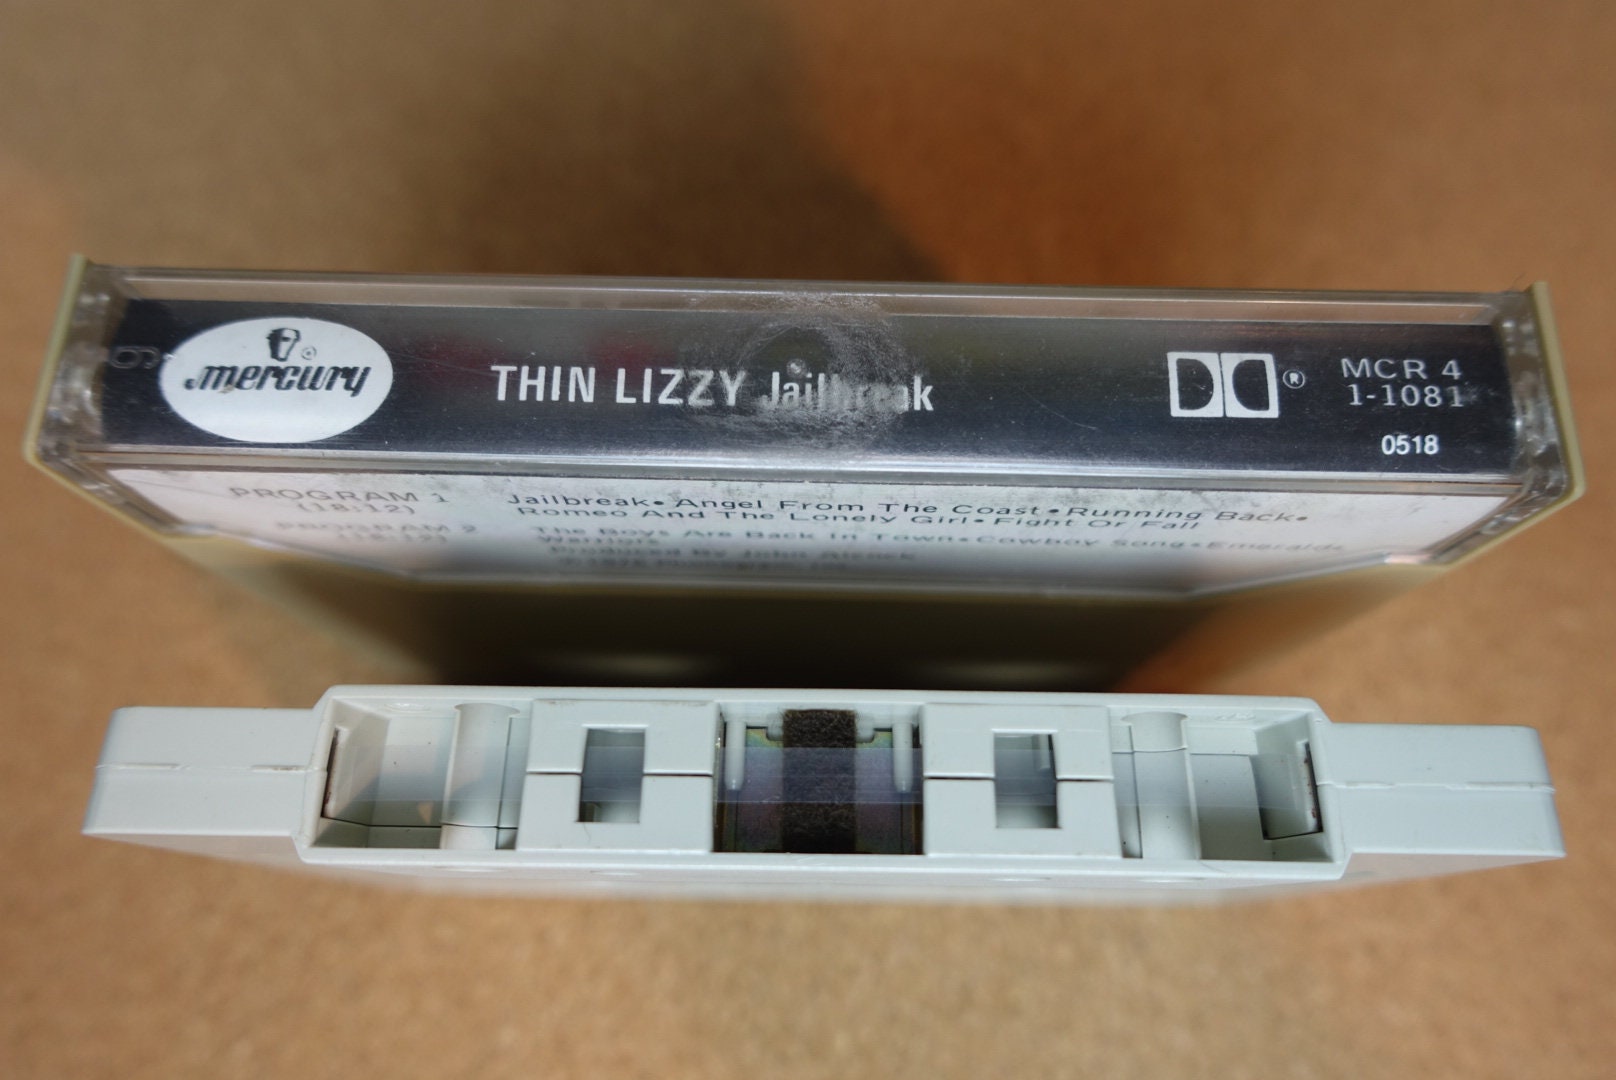 mercury
THIN LIZZY Jailbreak
®
MCR 4
1-1081
0518
PROGRAM 1
(18:12)
Jailbreak• Angel From The Coast• Running Back•
Romeo And The Lonely Girl• Fight Or Fall
PROGRAM 2
The Boys Are Back In Town• Cowboy Song• Emerald•
Produced By John Alcock